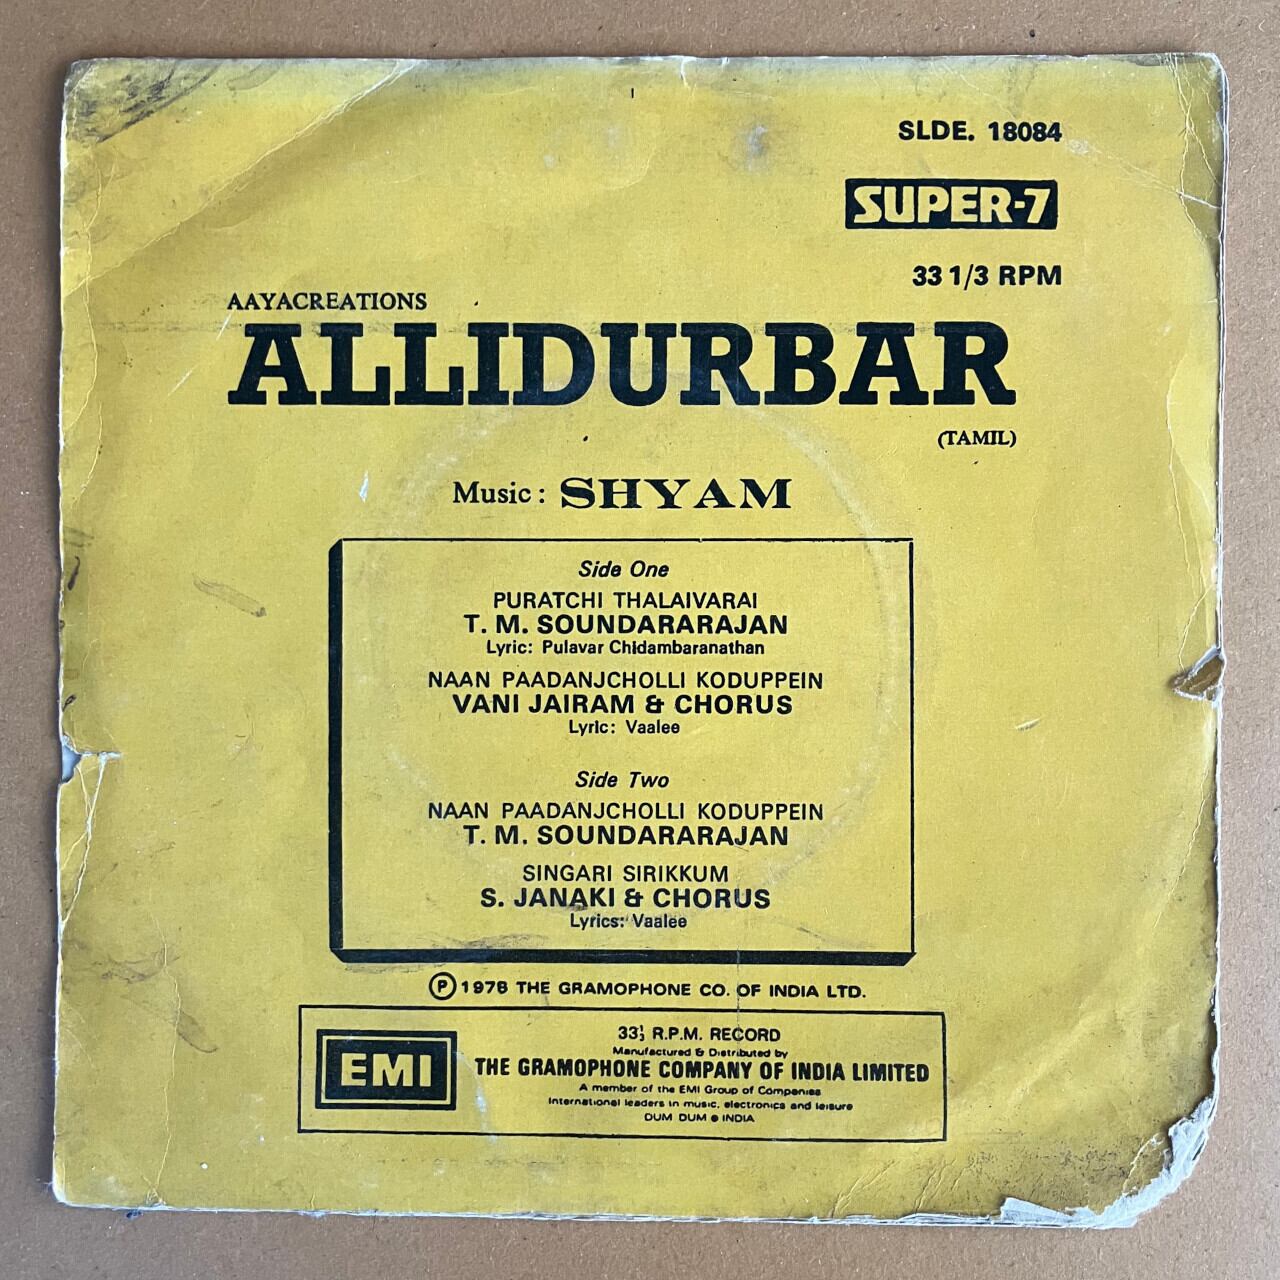 SLDE. 18084
SUPER-7
33 1/3 RPM
AAYACREATIONS
ALLIDURBAR
(TAMIL)
Music: SHYAM
Side One
PURATCHI THALAIVARAI
T. M. SOUNDARARAJAN
Lyric: Pulavar Chidambaranathan
NAAN PAADANJCHOLLI KODUPPEIN
VANI JAIRAM & CHORUS
Lyric: Vaalee
Side Two
NAAN PAADANJCHOLLI KODUPPEIN
T. M. SOUNDARARAJAN
SINGARI SIRIKKUM
S. JANAKI & CHORUS
Lyrics: Vaalee
Ⓟ 1978 THE GRAMOPHONE CO. OF INDIA LTD.
EMI
33⅓ R.P.M. RECORD
Manufactured & Distributed by
THE GRAMOPHONE COMPANY OF INDIA LIMITED
A member of the EMI Group of Companies
International leaders in music, electronics and leisure
DUM DUM ● INDIA